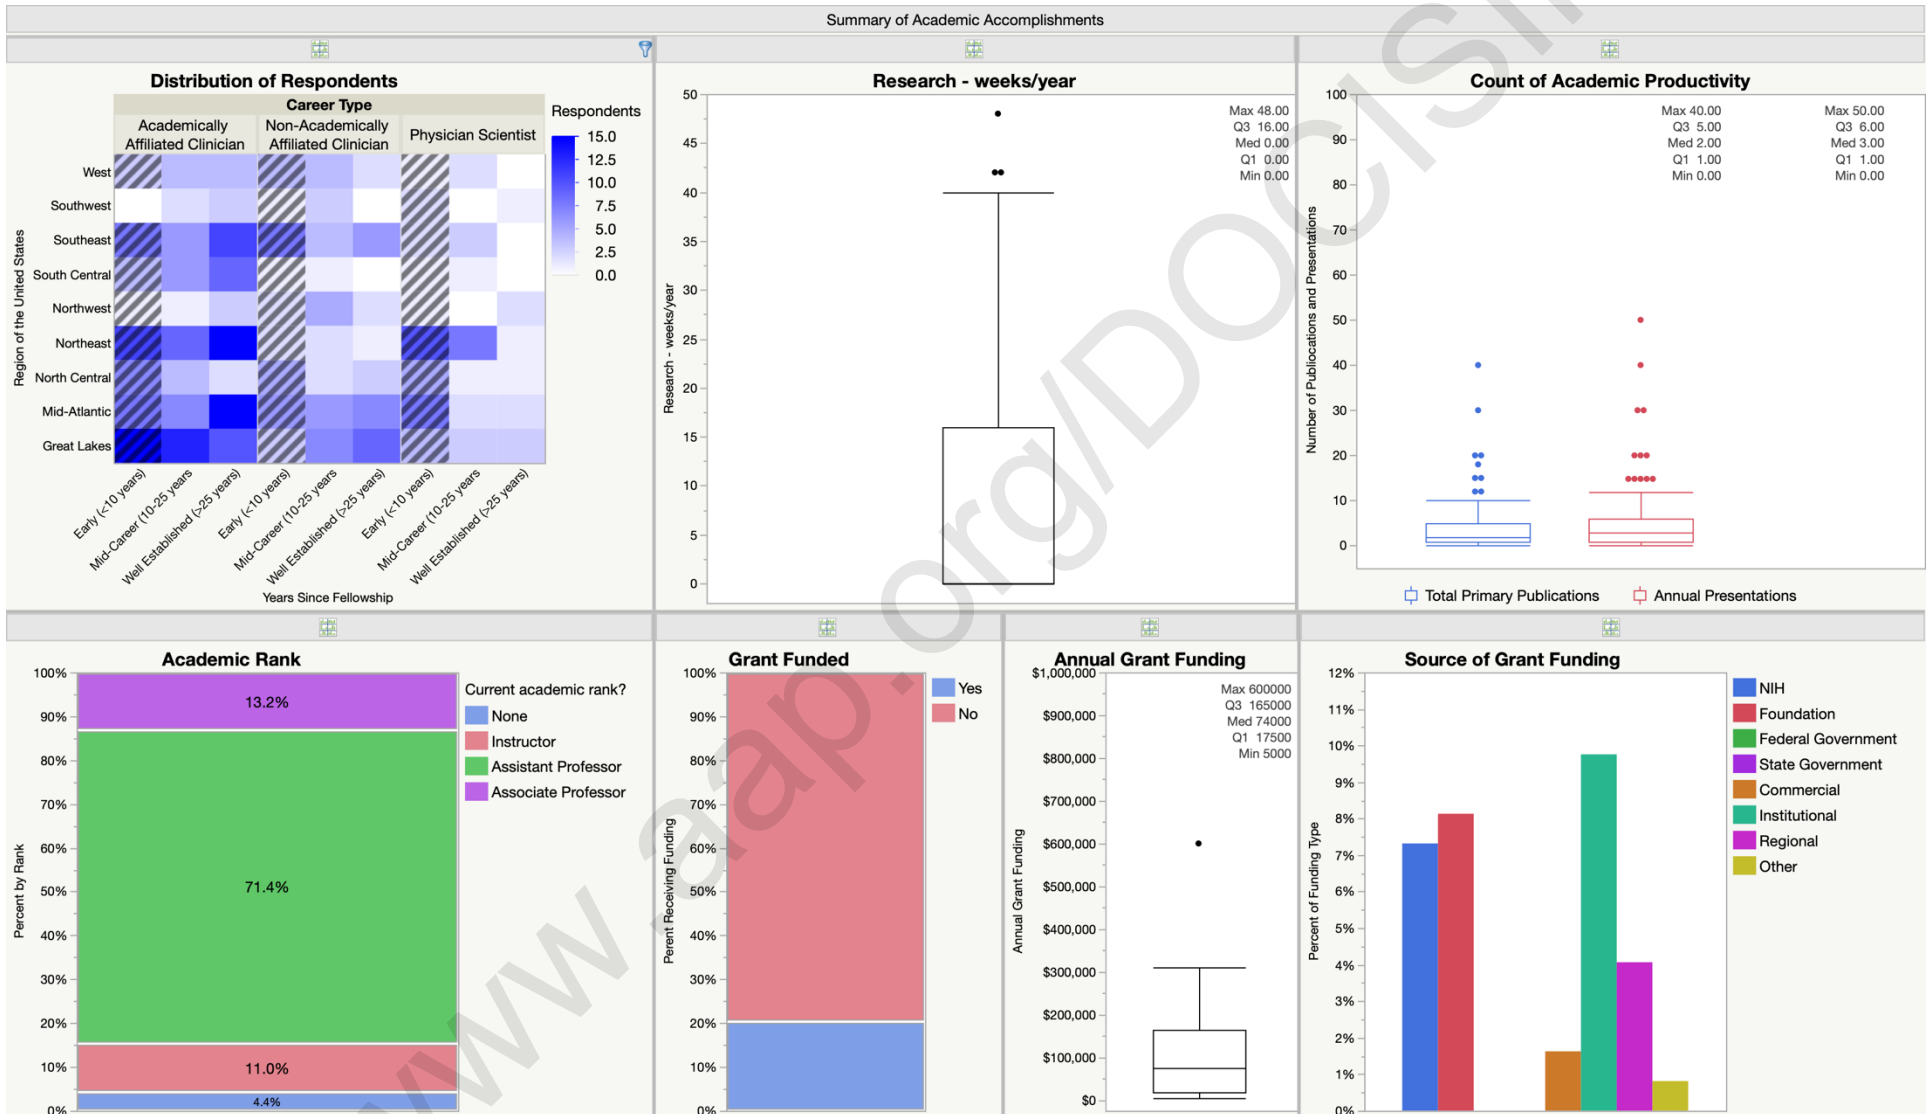 Summary of Academic Accomplishments
Distribution of Respondents
Career Type
Academically
Affiliated Clinician
Non-Academically
Affiliated Clinician
Physician Scientist
Respondents
15.0
12.5
10.0
7.5
5.0
2.5
0.0
Region of the United States
West
Southwest
Southeast
South Central
Northwest
Northeast
North Central
Mid-Atlantic
Great Lakes
Early (<10 years)
Mid-Career (10-25 years
Well Established (>25 years)
Early (<10 years)
Mid-Career (10-25 years
Well Established (>25 years)
Early (<10 years)
Mid-Career (10-25 years
Well Established (>25 years)
Years Since Fellowship
Research - weeks/year
Research - weeks/year
50
45
40
35
30
25
20
15
10
5
0
Max 48.00
Q3 16.00
Med 0.00
Q1 0.00
Min 0.00
Count of Academic Productivity
Number of Publiocations and Presentations
100
90
80
70
60
50
40
30
20
10
0
Max 40.00
Q3 5.00
Med 2.00
Q1 1.00
Min 0.00
Max 50.00
Q3 6.00
Med 3.00
Q1 1.00
Min 0.00
Total Primary Publications
Annual Presentations
Academic Rank
Percent by Rank
100%
90%
80%
70%
60%
50%
40%
30%
20%
10%
0%
13.2%
71.4%
11.0%
4.4%
Current academic rank?
None
Instructor
Assistant Professor
Associate Professor
Grant Funded
Perent Receiving Funding
100%
90%
80%
70%
60%
50%
40%
30%
20%
10%
0%
Yes
No
Annual Grant Funding
Annual Grant Funding
$1,000,000
$900,000
$800,000
$700,000
$600,000
$500,000
$400,000
$300,000
$200,000
$100,000
$0
Max 600000
Q3 165000
Med 74000
Q1 17500
Min 5000
Source of Grant Funding
Percent of Funding Type
12%
11%
10%
9%
8%
7%
6%
5%
4%
3%
2%
1%
0%
NIH
Foundation
Federal Government
State Government
Commercial
Institutional
Regional
Other
www.aap.org/DOCISIN